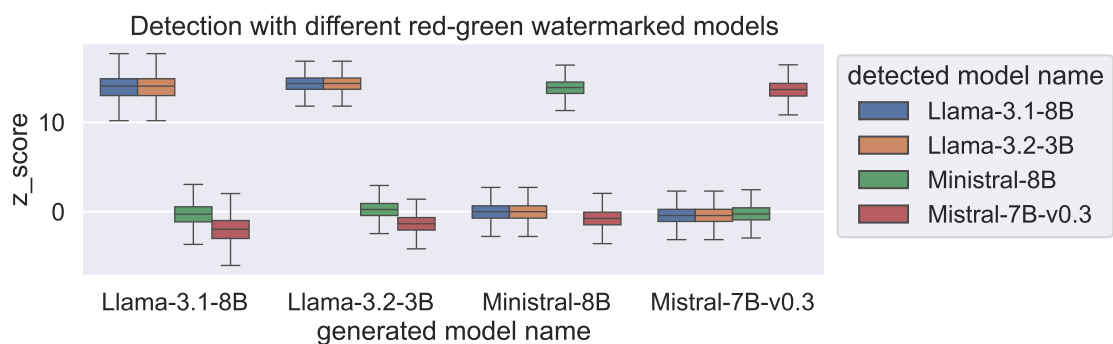 Detection with different red-green watermarked models
z_score
10
0
Llama-3.1-8B
Llama-3.2-3B
Ministral-8B
Mistral-7B-v0.3
generated model name
detected model name
Llama-3.1-8B
Llama-3.2-3B
Ministral-8B
Mistral-7B-v0.3